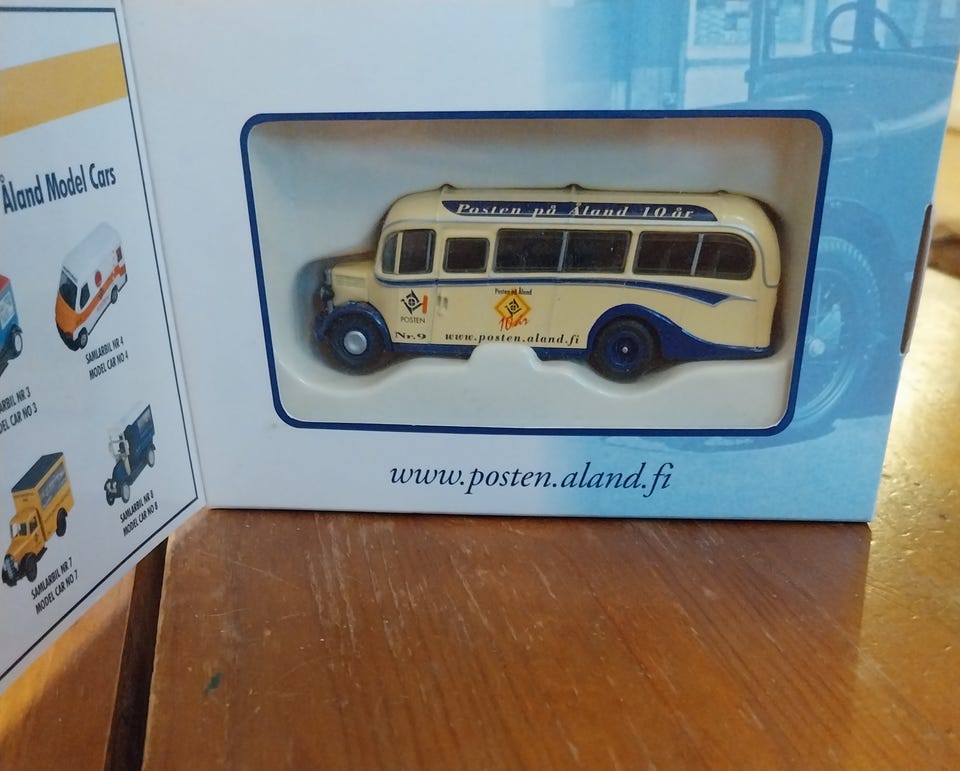 Åland Model Cars
SAMLARBIL NR 4
MODEL CAR NO 4
NR 3
CAR NO 3
SAMLARBIL NR 8
MODEL CAR NO 8
SAMLARBIL NR 7
MODEL CAR NO 7
Posten på Åland 10 år
POSTEN
Posten på Åland
10 år
Nr.9
www.posten.aland.fi
www.posten.aland.fi